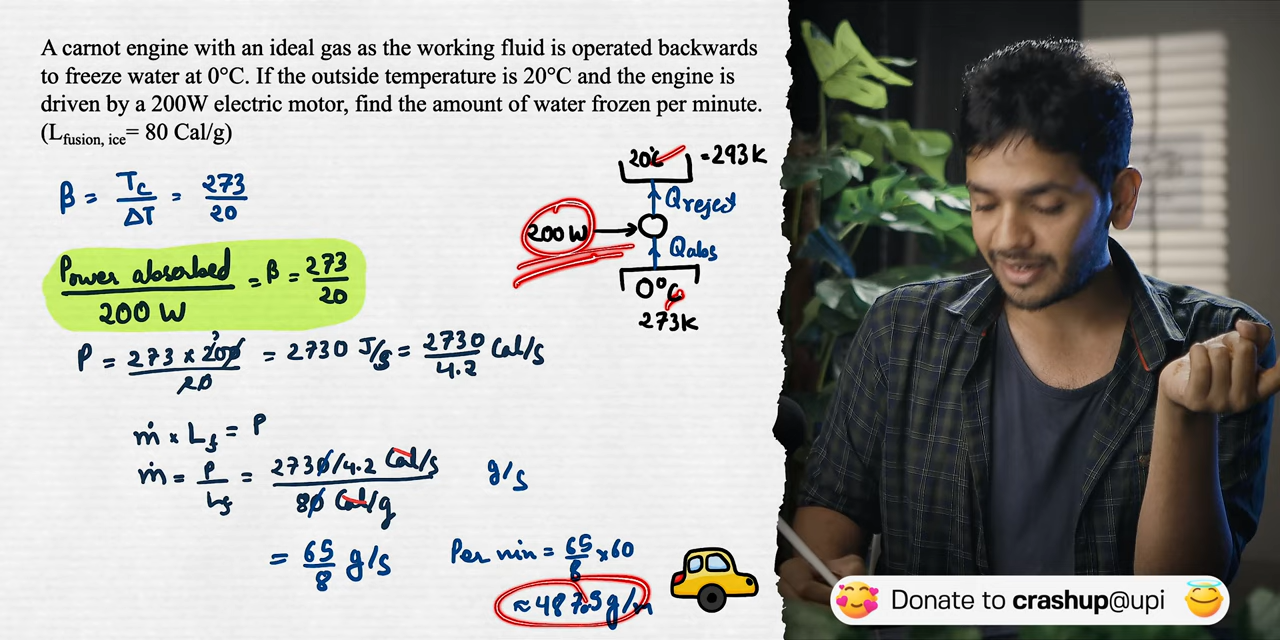 A carnot engine with an ideal gas as the working fluid is operated backwards
to freeze water at 0°C. If the outside temperature is 20°C and the engine is
driven by a 200W electric motor, find the amount of water frozen per minute.
(Lfusion, ice= 80 Cal/g)
β = Tc/ΔT = 273/20
Power absorbed/200 W = β = 273/20
P = 273 × 200/20 = 2730 J/s = 2730/4.2 Cal/s
ṁ × Lf = P
ṁ = P/Lf = 2730/4.2 Cal/s / 80 Cal/g g/s
= 65/8 g/s
Per min = 65/8 × 60
≈ 487.5 g/m
20°C = 293K
Qreject
200 W
Qabs
0°C
273K
Donate to crashup@upi